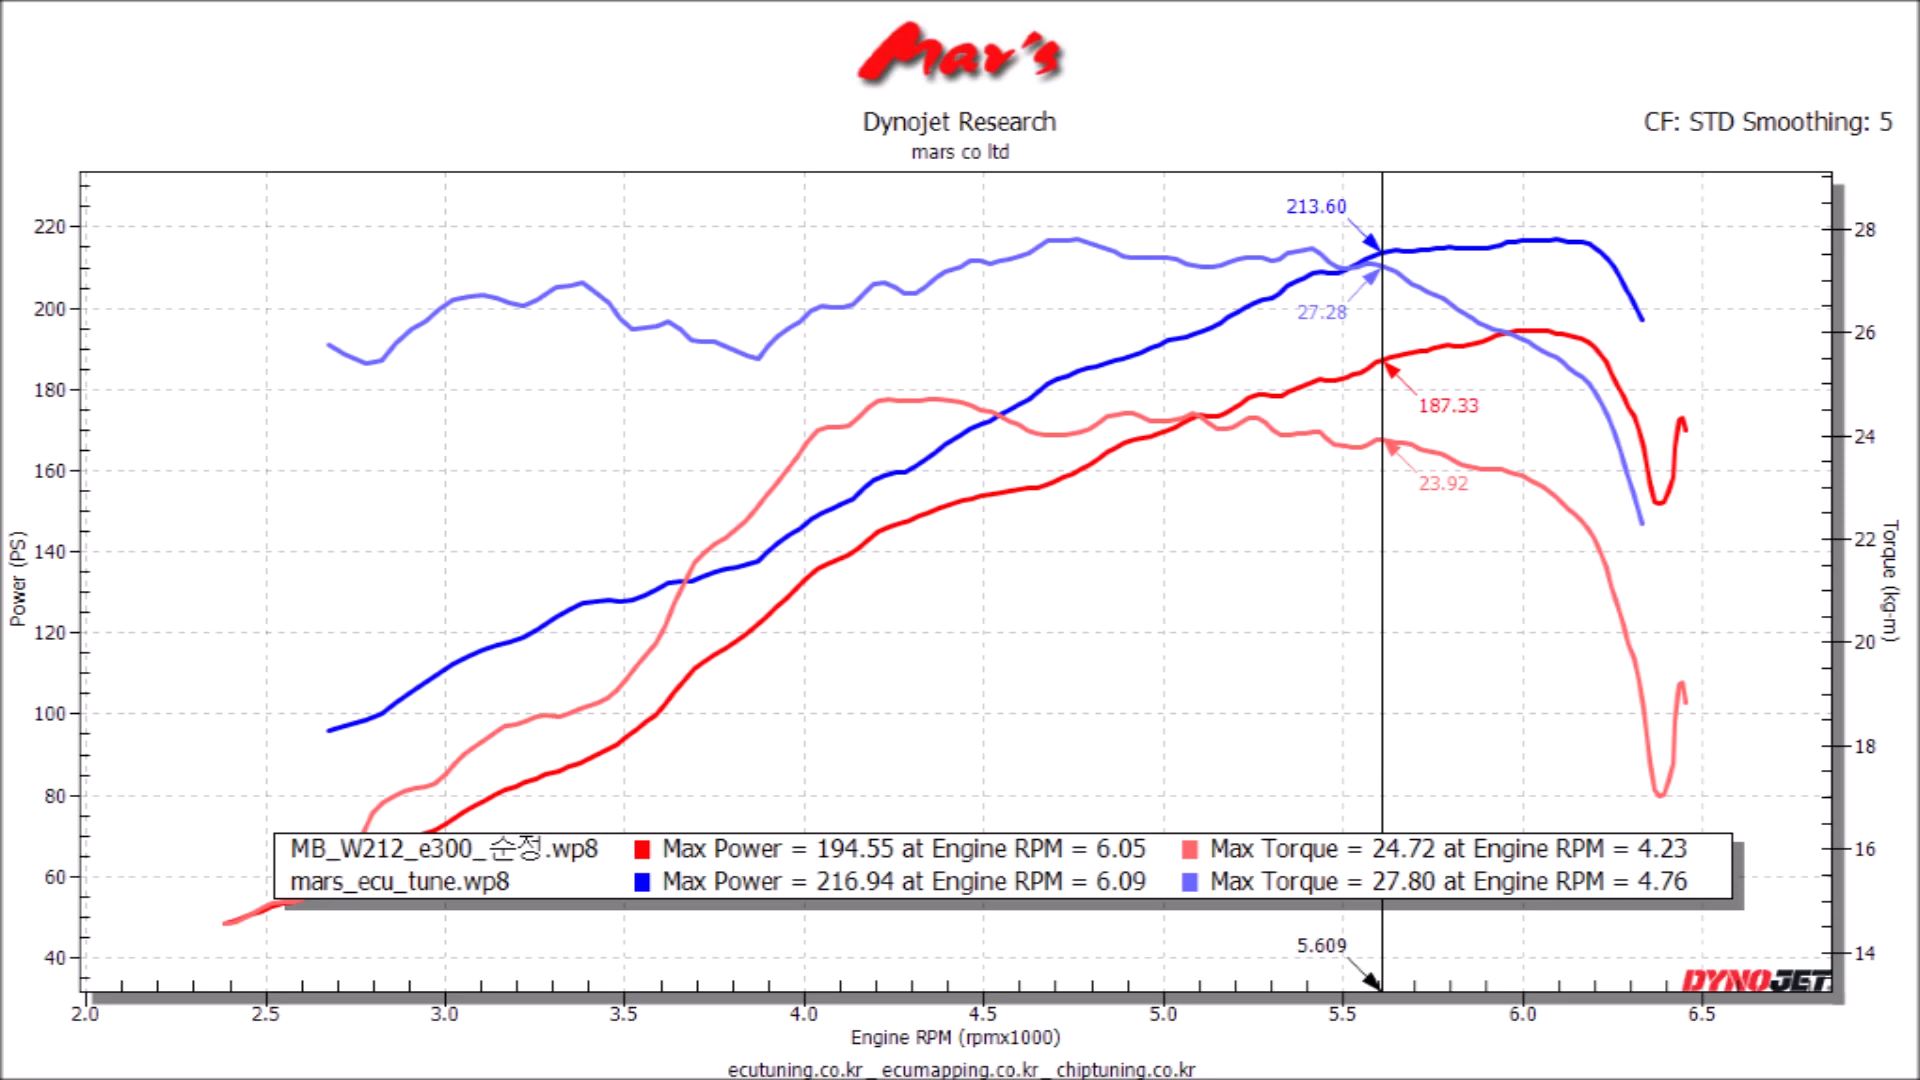 Mar's
Dynojet Research
CF: STD Smoothing: 5
mars co ltd
213.60
27.28
187.33
23.92
5.609
220
200
180
160
140
120
100
80
60
40
Power (PS)
28
26
24
22
20
18
16
14
Torque (kg-m)
MB_W212_e300_순정.wp8 Max Power = 194.55 at Engine RPM = 6.05 Max Torque = 24.72 at Engine RPM = 4.23
mars_ecu_tune.wp8 Max Power = 216.94 at Engine RPM = 6.09 Max Torque = 27.80 at Engine RPM = 4.76
DYNOJET
2.0 2.5 3.0 3.5 4.0 4.5 5.0 5.5 6.0 6.5
Engine RPM (rpmx1000)
ecutuning.co.kr_ ecumapping.co.kr_ chiptuning.co.kr